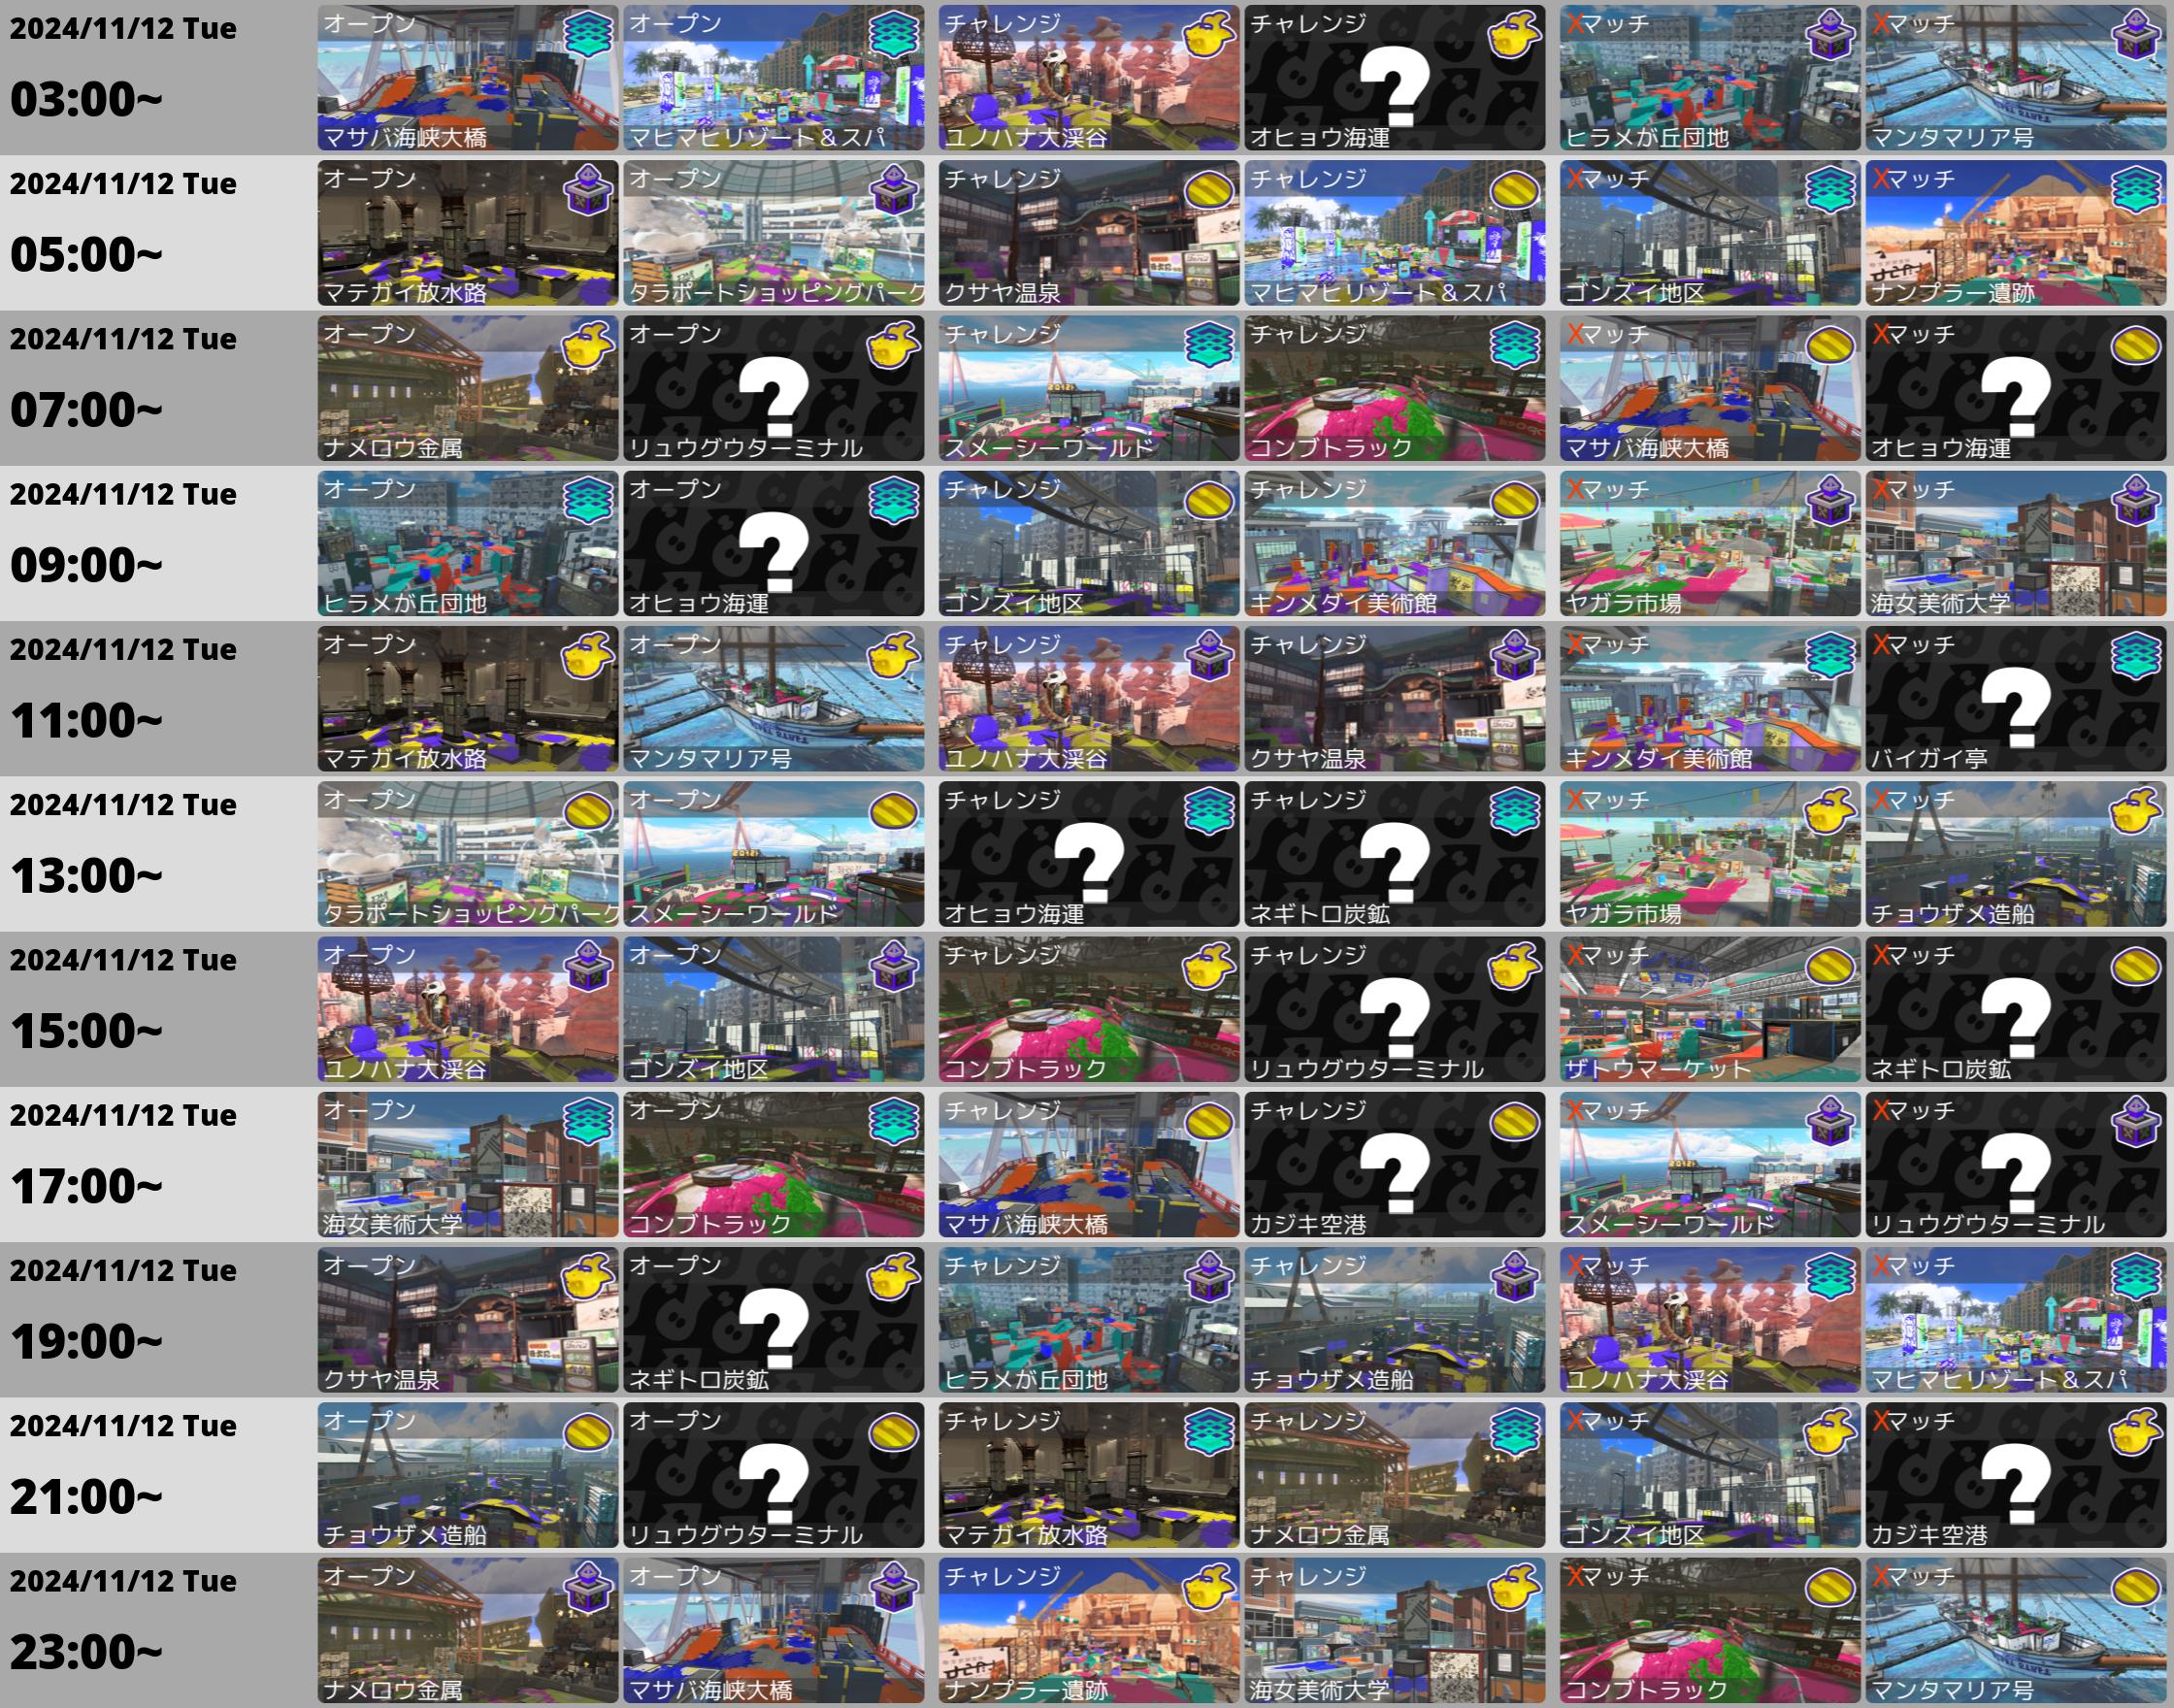 2024/11/12 Tue
03:00~
オープン オープン チャレンジ チャレンジ Xマッチ Xマッチ
マサバ海峡大橋 マヒマヒリゾート＆スパ ユノハナ大渓谷 オヒョウ海運 ヒラメが丘団地 マンタマリア号
2024/11/12 Tue
05:00~
オープン オープン チャレンジ チャレンジ Xマッチ Xマッチ
マテガイ放水路 タラポートショッピングパーク クサヤ温泉 マヒマヒリゾート＆スパ ゴンズイ地区 ナンプラー遺跡
2024/11/12 Tue
07:00~
オープン オープン チャレンジ チャレンジ Xマッチ Xマッチ
ナメロウ金属 リュウグウターミナル スメーシーワールド コンブトラック マサバ海峡大橋 オヒョウ海運
2024/11/12 Tue
09:00~
オープン オープン チャレンジ チャレンジ Xマッチ Xマッチ
ヒラメが丘団地 オヒョウ海運 ゴンズイ地区 キンメダイ美術館 ヤガラ市場 海女美術大学
2024/11/12 Tue
11:00~
オープン オープン チャレンジ チャレンジ Xマッチ Xマッチ
マテガイ放水路 マンタマリア号 ユノハナ大渓谷 クサヤ温泉 キンメダイ美術館 バイガイ亭
2024/11/12 Tue
13:00~
オープン オープン チャレンジ チャレンジ Xマッチ Xマッチ
タラポートショッピングパーク スメーシーワールド オヒョウ海運 ネギトロ炭鉱 ヤガラ市場 チョウザメ造船
2024/11/12 Tue
15:00~
オープン オープン チャレンジ チャレンジ Xマッチ Xマッチ
ユノハナ大渓谷 ゴンズイ地区 コンブトラック リュウグウターミナル ザトウマーケット ネギトロ炭鉱
2024/11/12 Tue
17:00~
オープン オープン チャレンジ チャレンジ Xマッチ Xマッチ
海女美術大学 コンブトラック マサバ海峡大橋 カジキ空港 スメーシーワールド リュウグウターミナル
2024/11/12 Tue
19:00~
オープン オープン チャレンジ チャレンジ Xマッチ Xマッチ
クサヤ温泉 ネギトロ炭鉱 ヒラメが丘団地 チョウザメ造船 ユノハナ大渓谷 マヒマヒリゾート＆スパ
2024/11/12 Tue
21:00~
オープン オープン チャレンジ チャレンジ Xマッチ Xマッチ
チョウザメ造船 リュウグウターミナル マテガイ放水路 ナメロウ金属 ゴンズイ地区 カジキ空港
2024/11/12 Tue
23:00~
オープン オープン チャレンジ チャレンジ Xマッチ Xマッチ
ナメロウ金属 マサバ海峡大橋 ナンプラー遺跡 海女美術大学 コンブトラック マンタマリア号